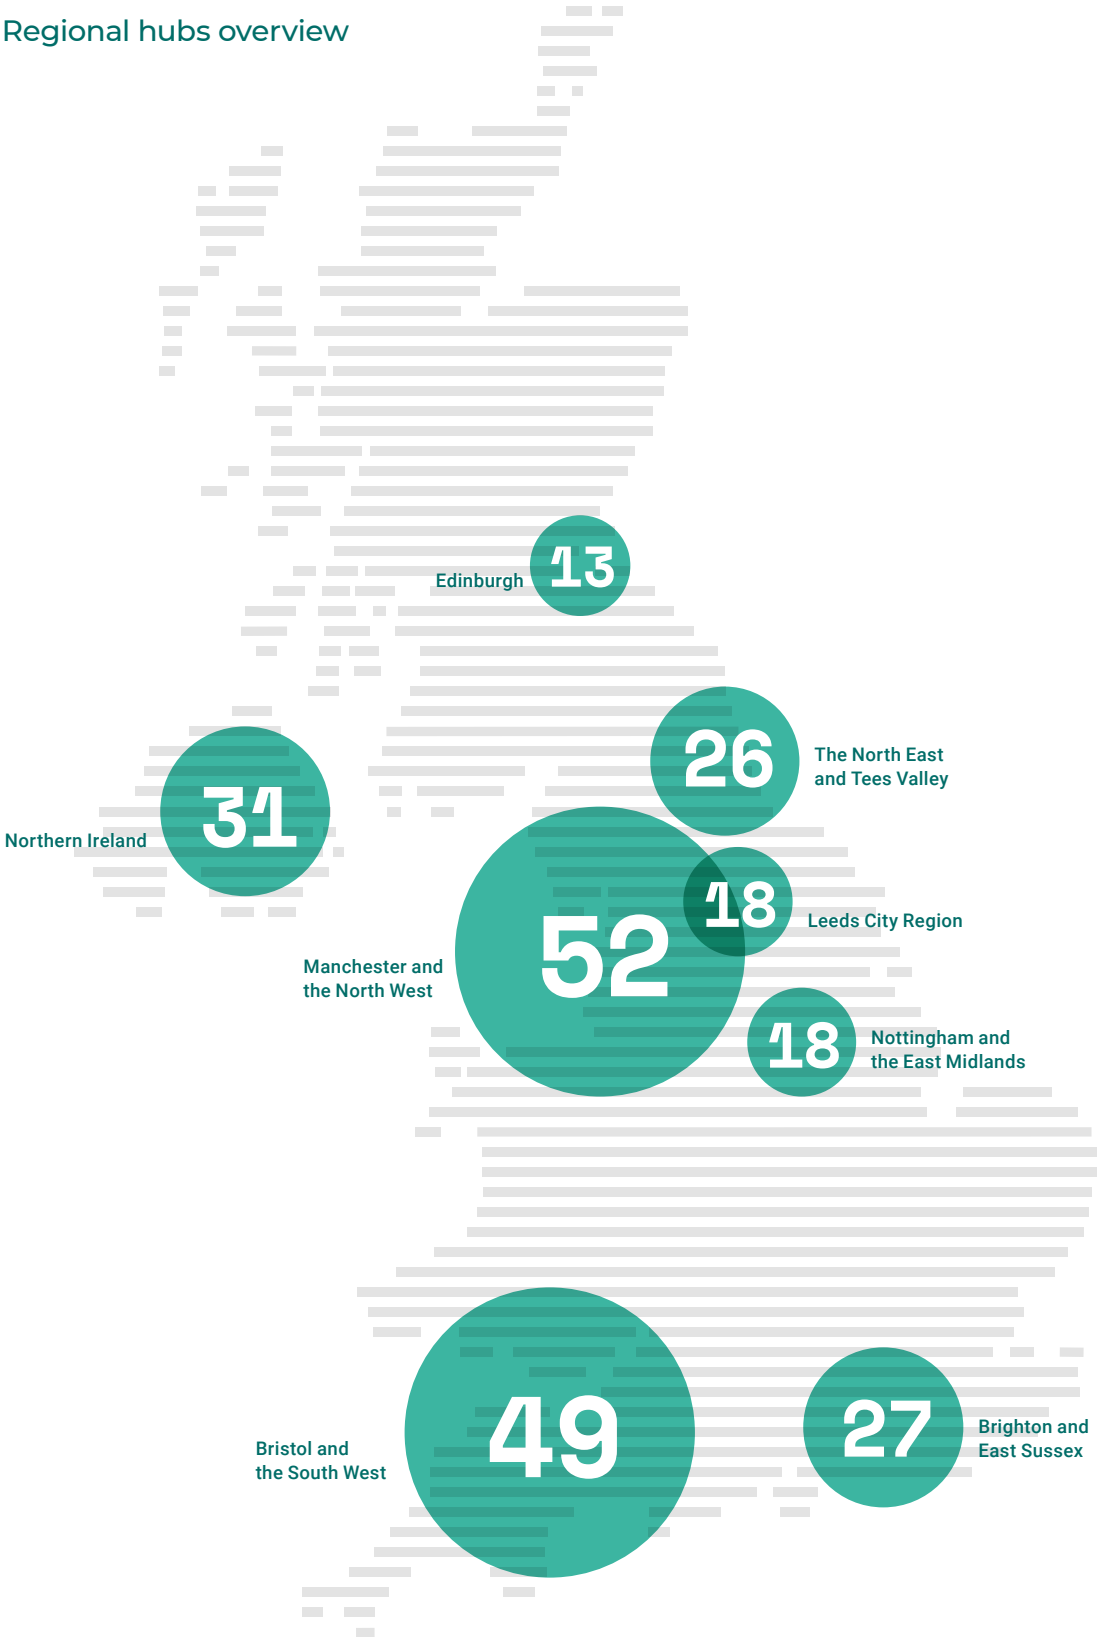 Regional hubs overview
13
Edinburgh
26
The North East
and Tees Valley
31
Northern Ireland
18
Leeds City Region
52
Manchester and
the North West
18
Nottingham and
the East Midlands
49
Bristol and
the South West
27
Brighton and
East Sussex